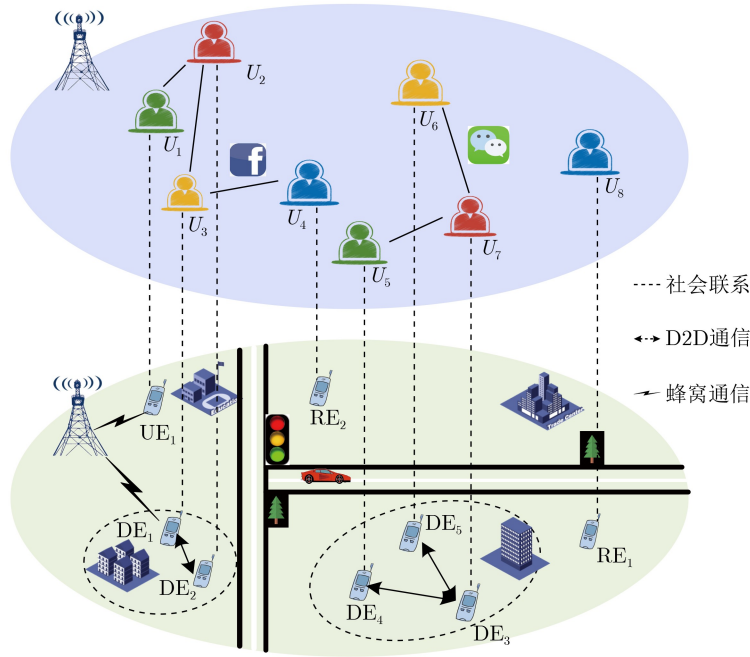 U₂
U₁
U₆
U₃
f
U₄
U₈
U₇
U₅
社会联系
D2D通信
蜂窝通信
UE₁
RE₂
DE₁
DE₂
DE₅
DE₄
DE₃
RE₁